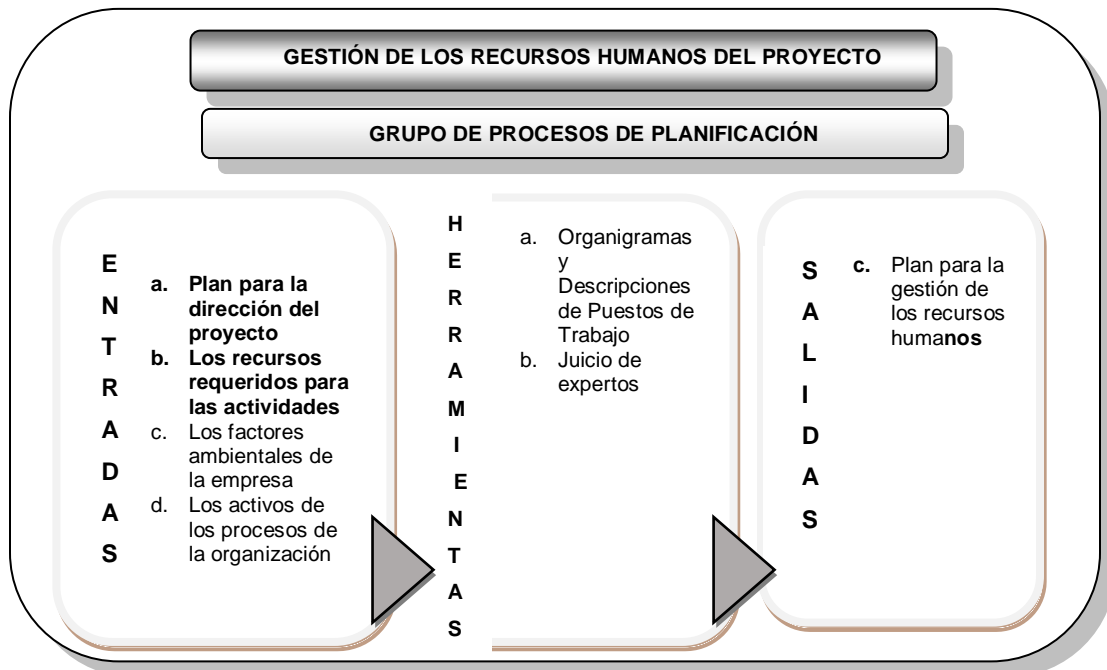 GESTIÓN DE LOS RECURSOS HUMANOS DEL PROYECTO
GRUPO DE PROCESOS DE PLANIFICACIÓN
E
N
T
R
A
D
A
S
a. Plan para la
dirección del
proyecto
b. Los recursos
requeridos para
las actividades
c. Los factores
ambientales de
la empresa
d. Los activos de
los procesos de
la organización
H
E
R
R
A
M
I
E
N
T
A
S
a. Organigramas
y
Descripciones
de Puestos de
Trabajo
b. Juicio de
expertos
S
A
L
I
D
A
S
c. Plan para la
gestión de
los recursos
humanos